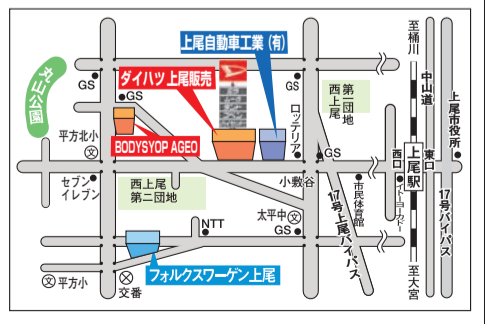 上尾自動車工業(有)
至桶川
丸山公園
ダイハツ上尾販売
GS
GS
GS
中山道
第一団地
西上尾
上尾市役所
ロッテリア
平方北小
文
BODYSYOP AGEO
GS
西口
上尾駅
東口
セブン
イレブン
西上尾
第二団地
小敷谷
市民体育館
イトーヨーカドー
17号バイパス
太平中
文
17号上尾バイパス
NTT
GS
フォルクスワーゲン上尾
文
平方小
交番
至大宮